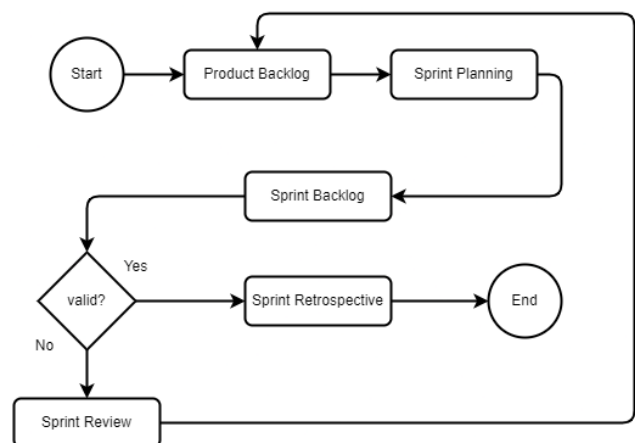 Start
Product Backlog
Sprint Planning
Sprint Backlog
Yes
valid?
Sprint Retrospective
End
No
Sprint Review